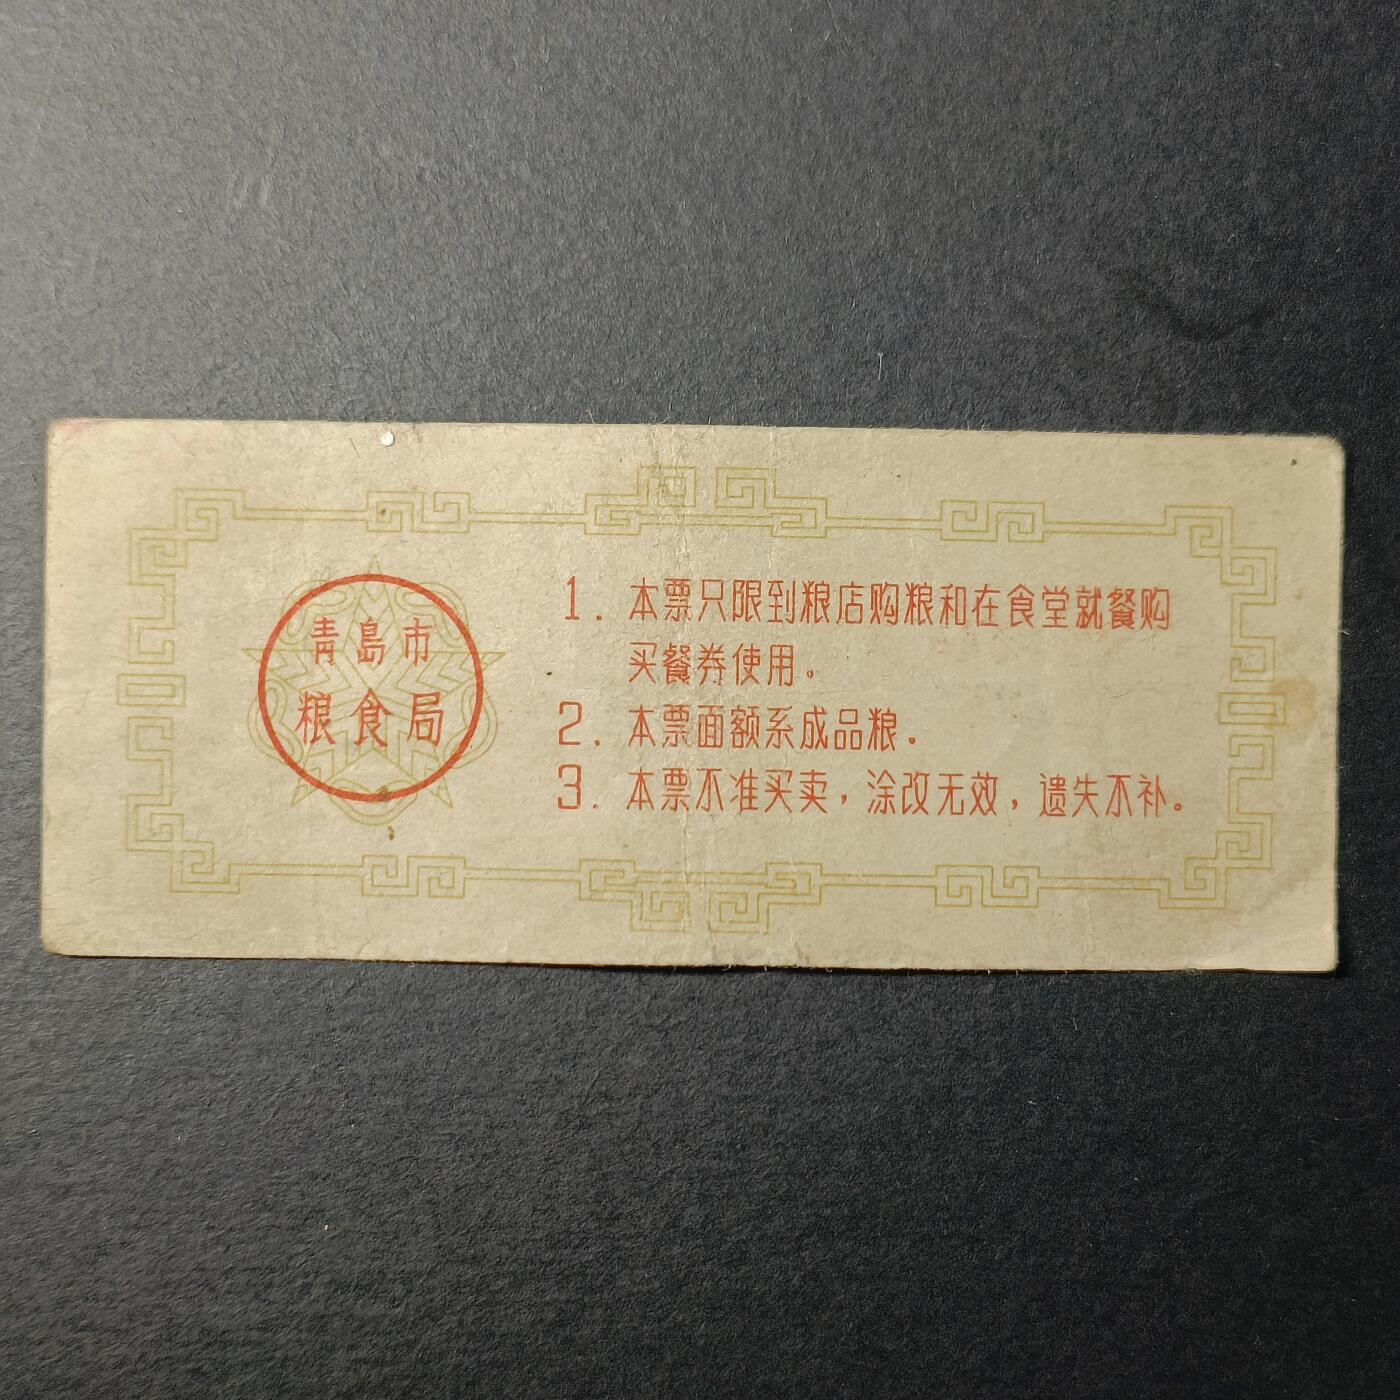 青島市
粮食局
1. 本票只限到粮店购粮和在食堂就餐购
买餐券使用。
2. 本票面额系成品粮。
3. 本票不准买卖，涂改无效，遗失不补。